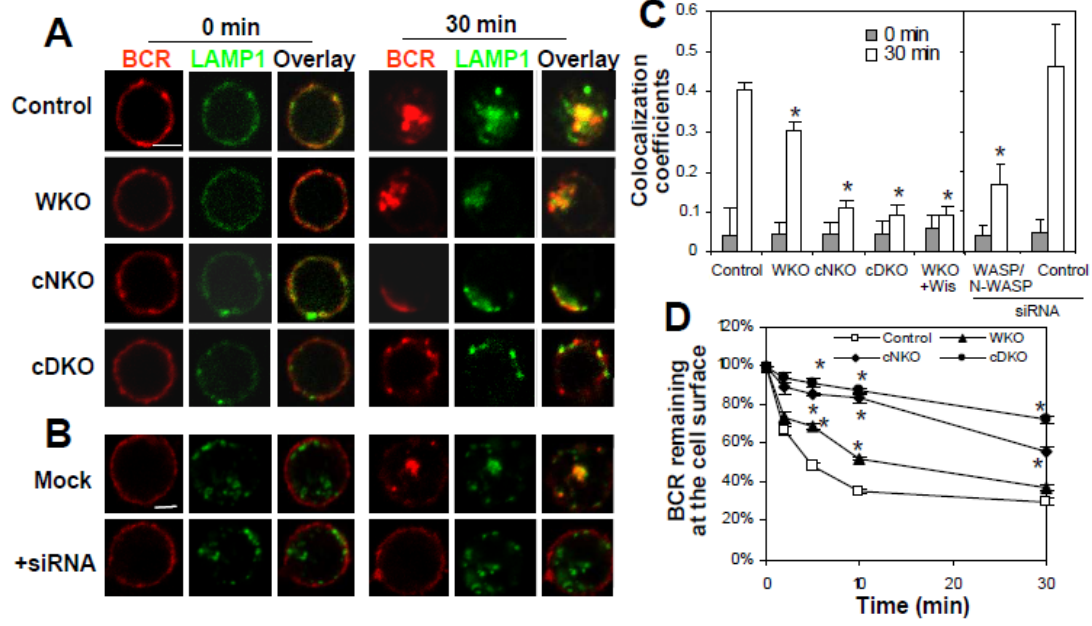 A
0 min
30 min
BCR LAMP1 Overlay
BCR LAMP1 Overlay
Control
WKO
cNKO
cDKO
B
Mock
+siRNA
C
0.6
0.5
0.4
0.3
0.2
0.1
0
Colocalization
coefficients
0 min
30 min
*
*
*
*
*
Control
WKO
cNKO
cDKO
WKO
+Wis
WASP/
N-WASP
Control
siRNA
D
120%
100%
80%
60%
40%
20%
0%
BCR remaining
at the cell surface
Control
WKO
cNKO
cDKO
*
*
*
*
*
*
*
*
*
0
10
20
30
Time (min)